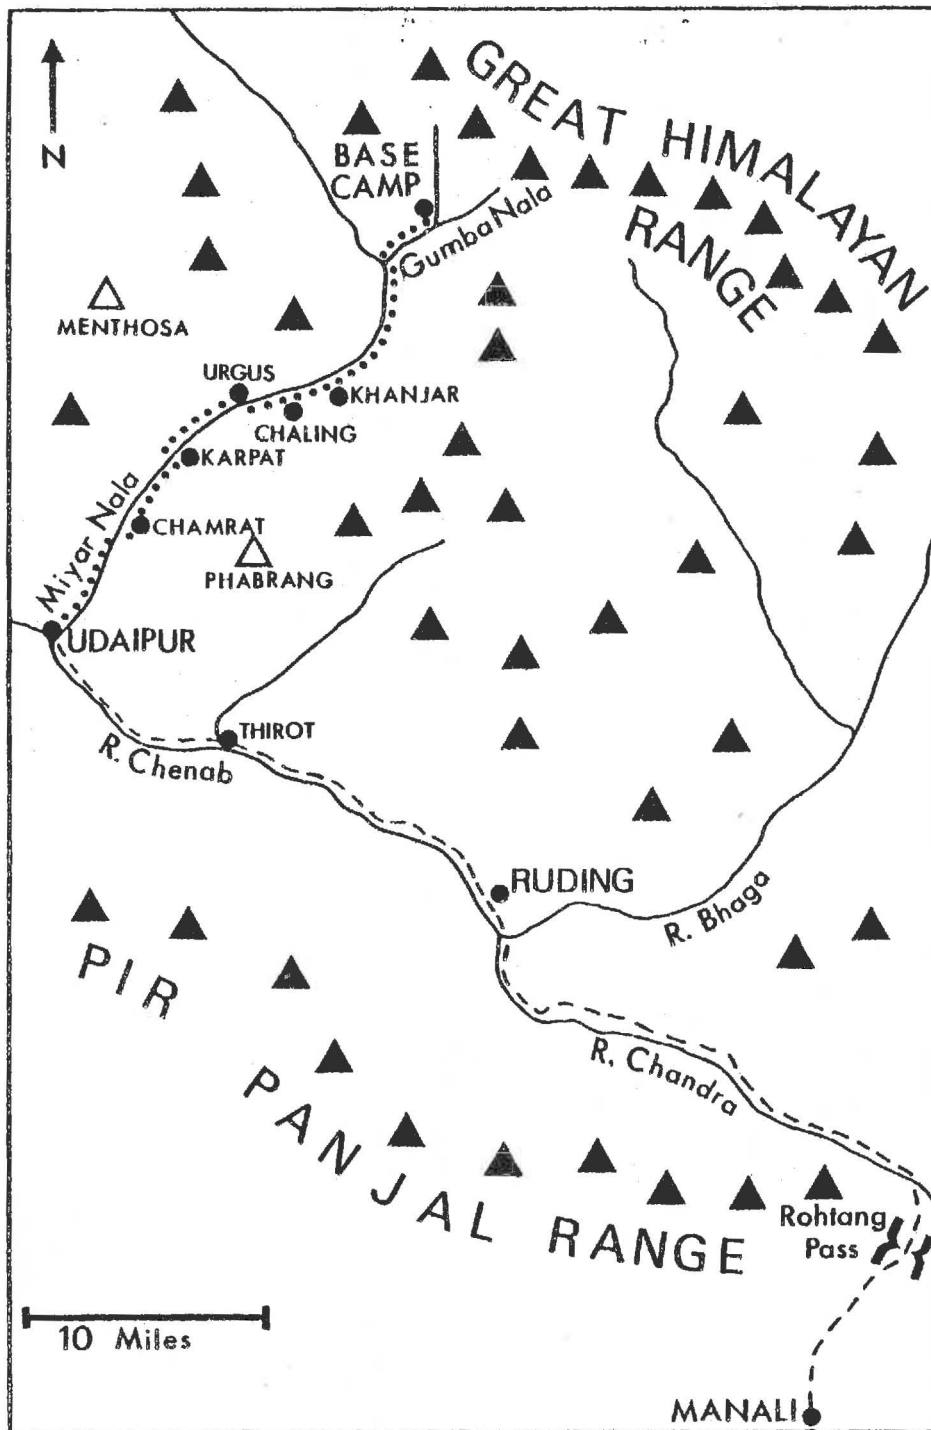 GREAT HIMALAYAN
RANGE
N
BASE
CAMP
Gumba Nala
MENTHOSA
URGUS
KHANJAR
CHALING
KARPAT
Miyar Nala
CHAMRAT
PHABRANG
UDAIPUR
THIROT
R. Chenab
RUDING
R. Bhaga
PIR
PANJAL RANGE
R. Chandra
Rohtang
Pass
10 Miles
MANALI